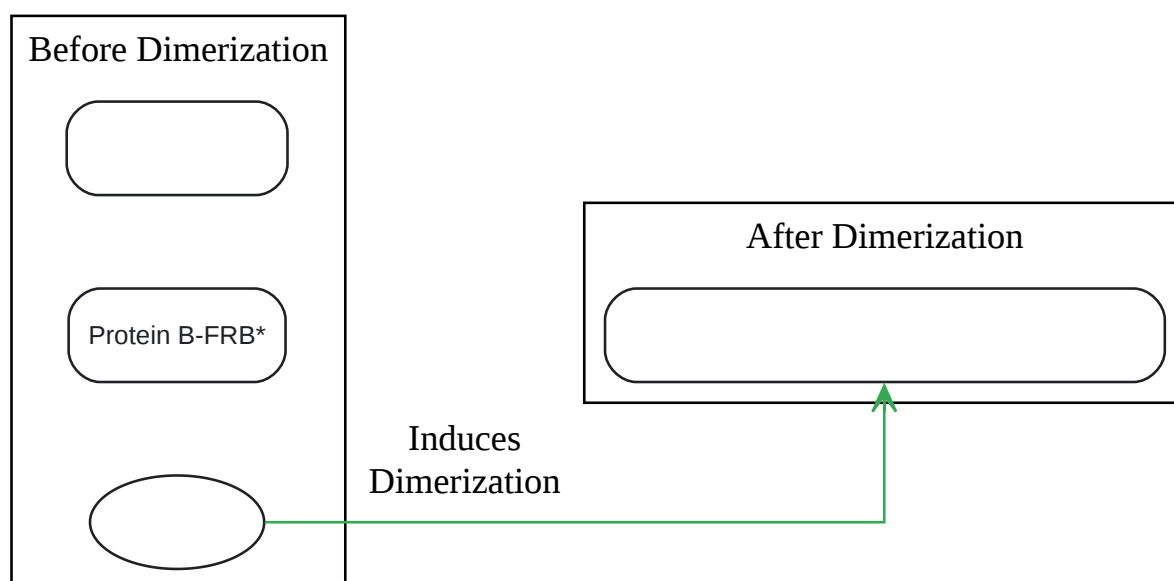 Before Dimerization
Protein B-FRB*
Induces
Dimerization
After Dimerization